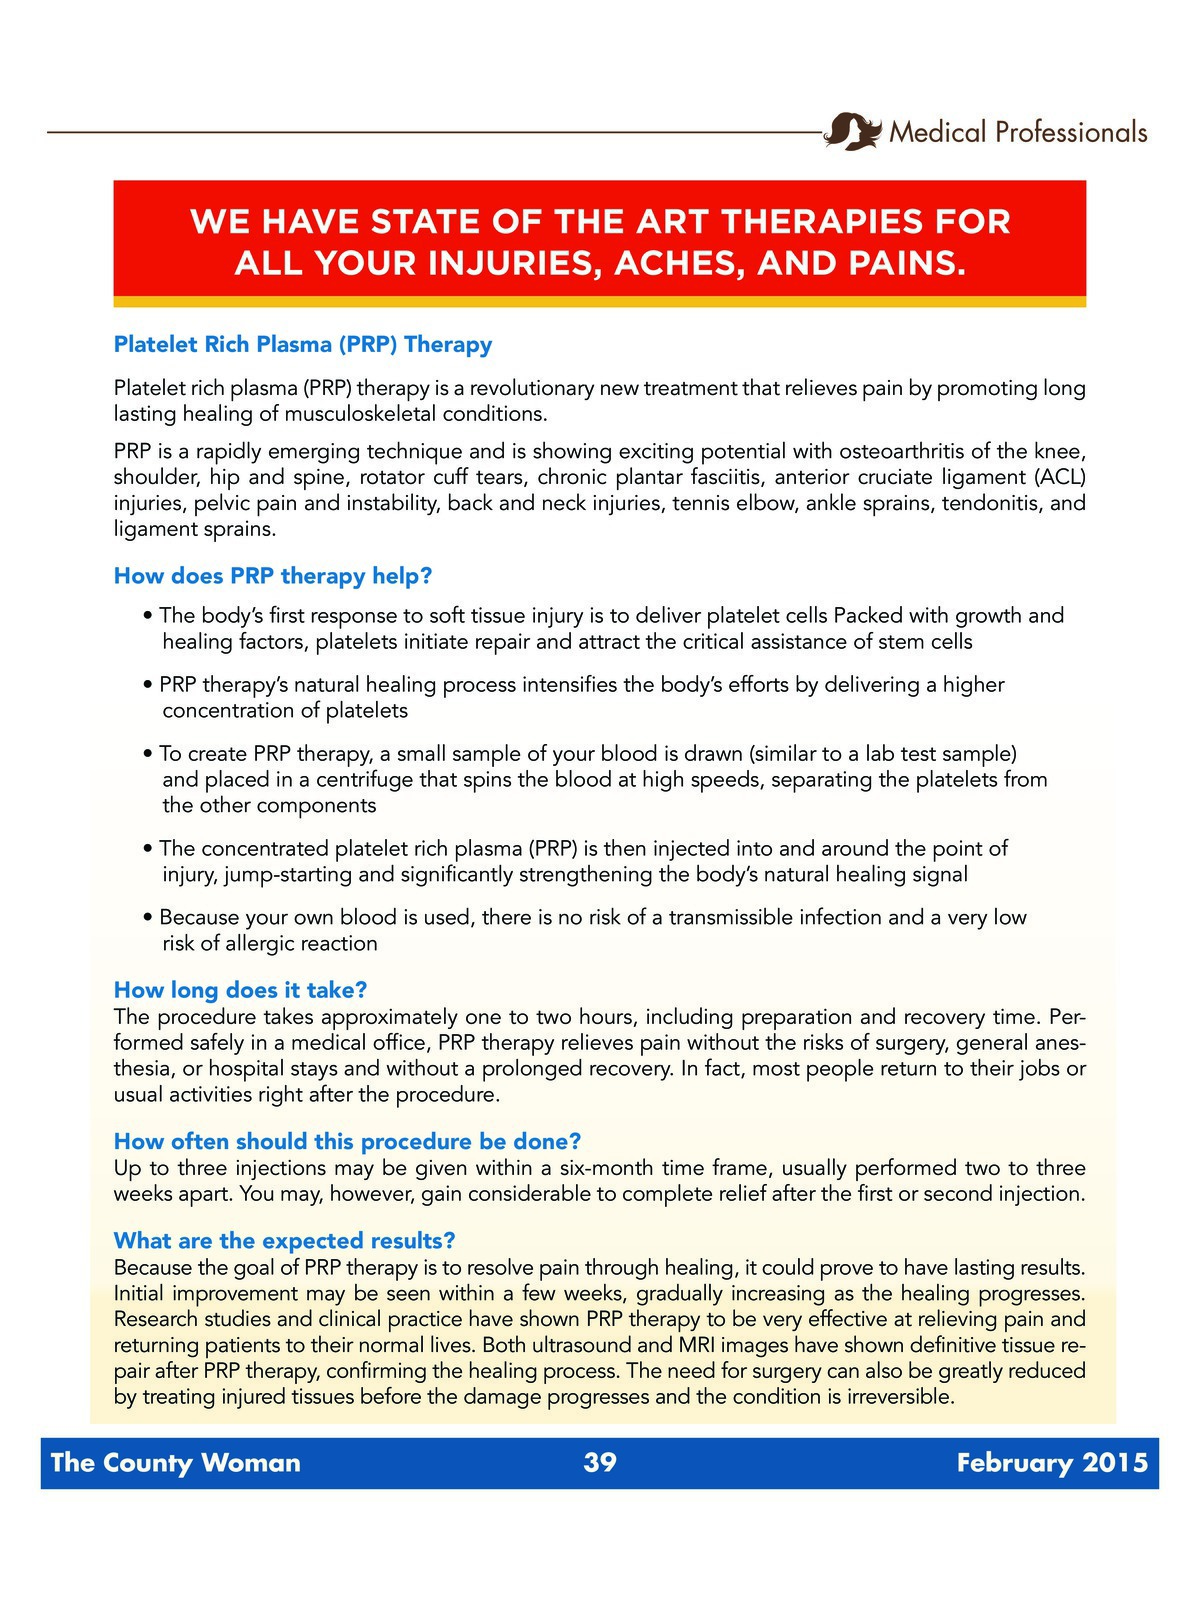 Medical Professionals
WE HAVE STATE OF THE ART THERAPIES FOR
ALL YOUR INJURIES, ACHES, AND PAINS.
Platelet Rich Plasma (PRP) Therapy
Platelet rich plasma (PRP) therapy is a revolutionary new treatment that relieves pain by promoting long
lasting healing of musculoskeletal conditions.
PRP is a rapidly emerging technique and is showing exciting potential with osteoarthritis of the knee,
shoulder, hip and spine, rotator cuff tears, chronic plantar fasciitis, anterior cruciate ligament (ACL)
injuries, pelvic pain and instability, back and neck injuries, tennis elbow, ankle sprains, tendonitis, and
ligament sprains.
How does PRP therapy help?
• The body’s first response to soft tissue injury is to deliver platelet cells Packed with growth and
healing factors, platelets initiate repair and attract the critical assistance of stem cells
• PRP therapy’s natural healing process intensifies the body’s efforts by delivering a higher
concentration of platelets
• To create PRP therapy, a small sample of your blood is drawn (similar to a lab test sample)
and placed in a centrifuge that spins the blood at high speeds, separating the platelets from
the other components
• The concentrated platelet rich plasma (PRP) is then injected into and around the point of
injury, jump-starting and significantly strengthening the body’s natural healing signal
• Because your own blood is used, there is no risk of a transmissible infection and a very low
risk of allergic reaction
How long does it take?
The procedure takes approximately one to two hours, including preparation and recovery time. Per-
formed safely in a medical office, PRP therapy relieves pain without the risks of surgery, general anes-
thesia, or hospital stays and without a prolonged recovery. In fact, most people return to their jobs or
usual activities right after the procedure.
How often should this procedure be done?
Up to three injections may be given within a six-month time frame, usually performed two to three
weeks apart. You may, however, gain considerable to complete relief after the first or second injection.
What are the expected results?
Because the goal of PRP therapy is to resolve pain through healing, it could prove to have lasting results.
Initial improvement may be seen within a few weeks, gradually increasing as the healing progresses.
Research studies and clinical practice have shown PRP therapy to be very effective at relieving pain and
returning patients to their normal lives. Both ultrasound and MRI images have shown definitive tissue re-
pair after PRP therapy, confirming the healing process. The need for surgery can also be greatly reduced
by treating injured tissues before the damage progresses and the condition is irreversible.
The County Woman 39 February 2015